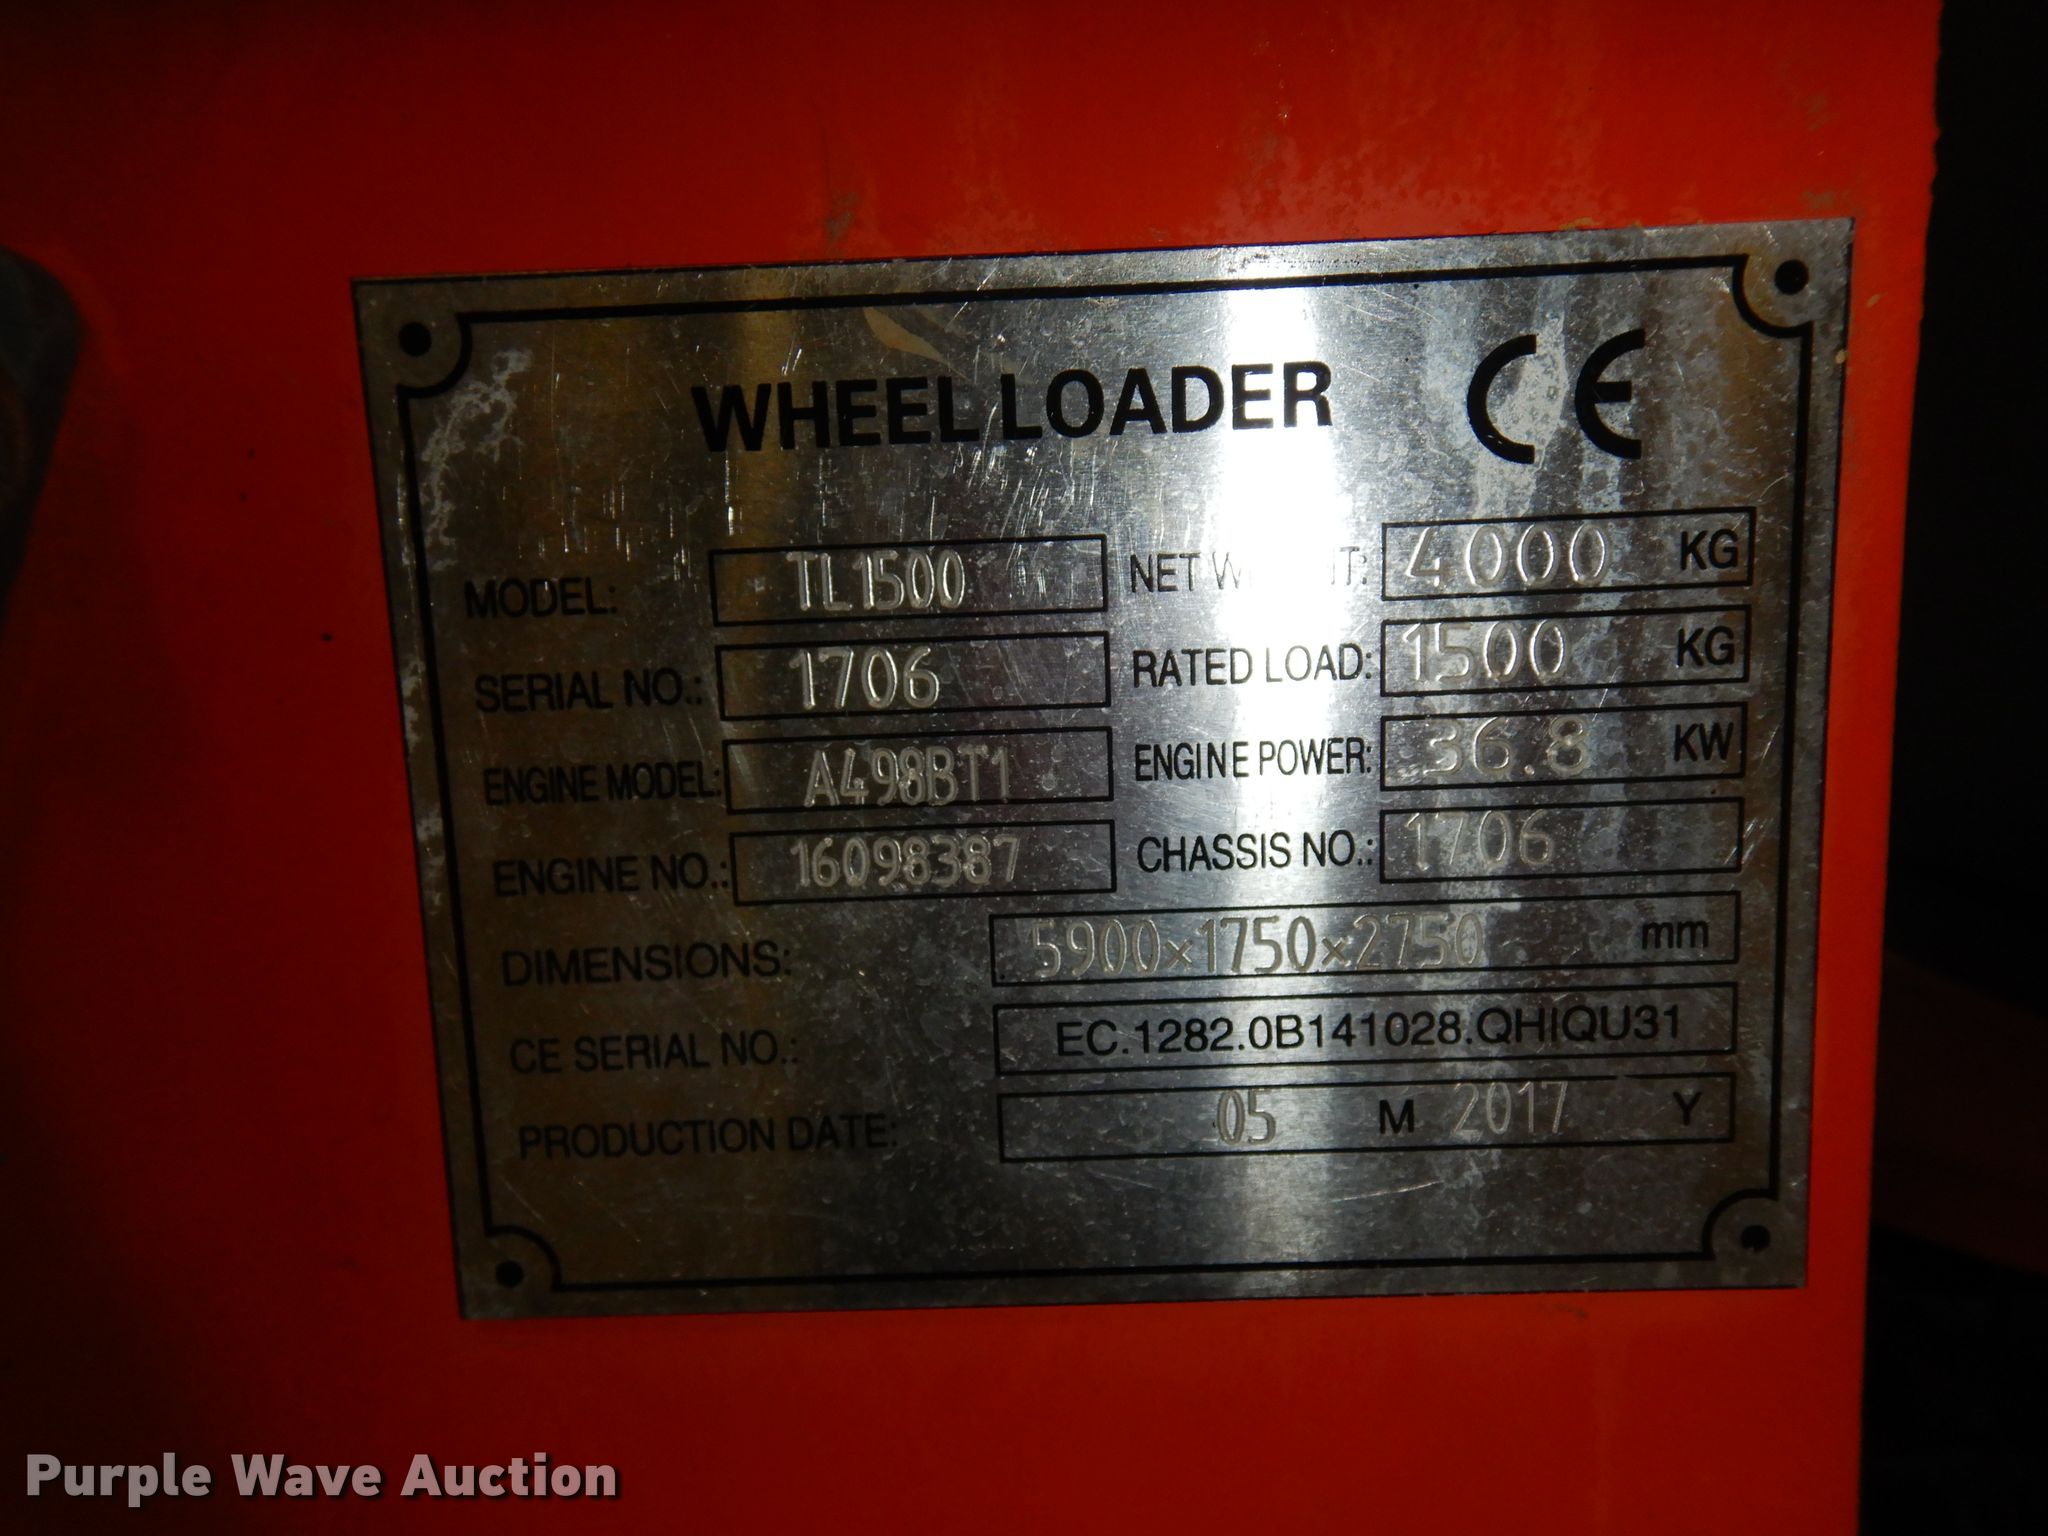 WHEEL LOADER CE
MODEL: TL1500 NET T: 4000 KG
SERIAL NO.: 1706 RATED LOAD: 1500 KG
ENGINE MODEL: A498BT1 ENGINE POWER: 36.8 KW
ENGINE NO.: 16098387 CHASSIS NO.: 1706
DIMENSIONS: 5900×1750×2750 mm
CE SERIAL NO.: EC.1282.0B141028.QHIQU31
PRODUCTION DATE: 05 M 2017 Y
Purple Wave Auction